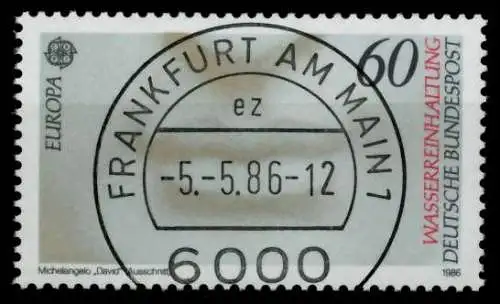 EUROPA
60
WASSERREINHALTUNG
DEUTSCHE BUNDESPOST
FRANKFURT AM MAIN 1
ez
-5.-5.86-12
6000
Michelangelo „David" (Ausschnitt)
1986